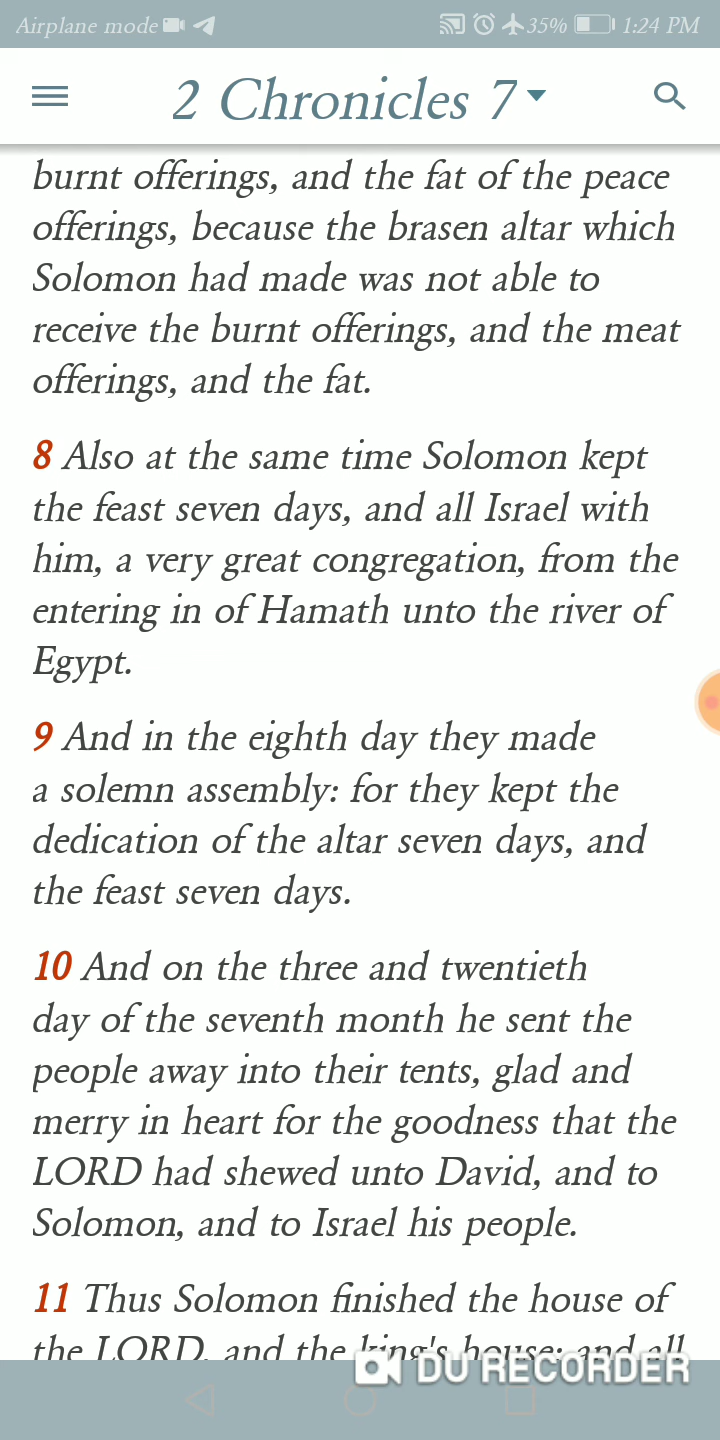 Airplane mode 35% 1:24 PM
2 Chronicles 7
burnt offerings, and the fat of the peace
offerings, because the brasen altar which
Solomon had made was not able to
receive the burnt offerings, and the meat
offerings, and the fat.
8 Also at the same time Solomon kept
the feast seven days, and all Israel with
him, a very great congregation, from the
entering in of Hamath unto the river of
Egypt.
9 And in the eighth day they made
a solemn assembly: for they kept the
dedication of the altar seven days, and
the feast seven days.
10 And on the three and twentieth
day of the seventh month he sent the
people away into their tents, glad and
merry in heart for the goodness that the
LORD had shewed unto David, and to
Solomon, and to Israel his people.
11 Thus Solomon finished the house of
the LORD, and the king's house: and all
DU RECORDER